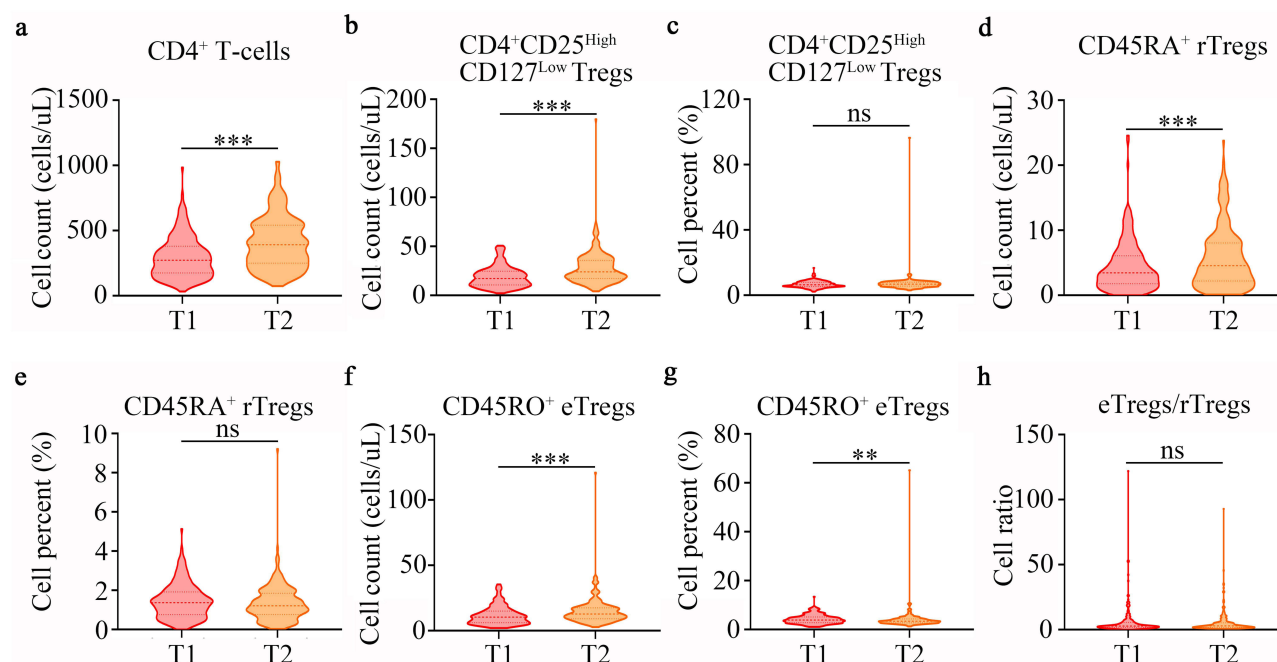 a
CD4⁺ T-cells
Cell count (cells/uL)
1500
1000
500
0
***
T1 T2
b
CD4⁺CD25ᴴⁱᵍʰ
CD127ᴸᵒʷ Tregs
Cell count (cells/uL)
200
150
100
50
0
***
T1 T2
c
CD4⁺CD25ᴴⁱᵍʰ
CD127ᴸᵒʷ Tregs
Cell percent (%)
120
80
40
0
ns
T1 T2
d
CD45RA⁺ rTregs
Cell count (cells/uL)
30
20
10
0
***
T1 T2
e
CD45RA⁺ rTregs
Cell percent (%)
10
8
6
4
2
0
ns
T1 T2
f
CD45RO⁺ eTregs
Cell count (cells/uL)
150
100
50
0
***
T1 T2
g
CD45RO⁺ eTregs
Cell percent (%)
80
60
40
20
0
**
T1 T2
h
eTregs/rTregs
Cell ratio
150
100
50
0
ns
T1 T2